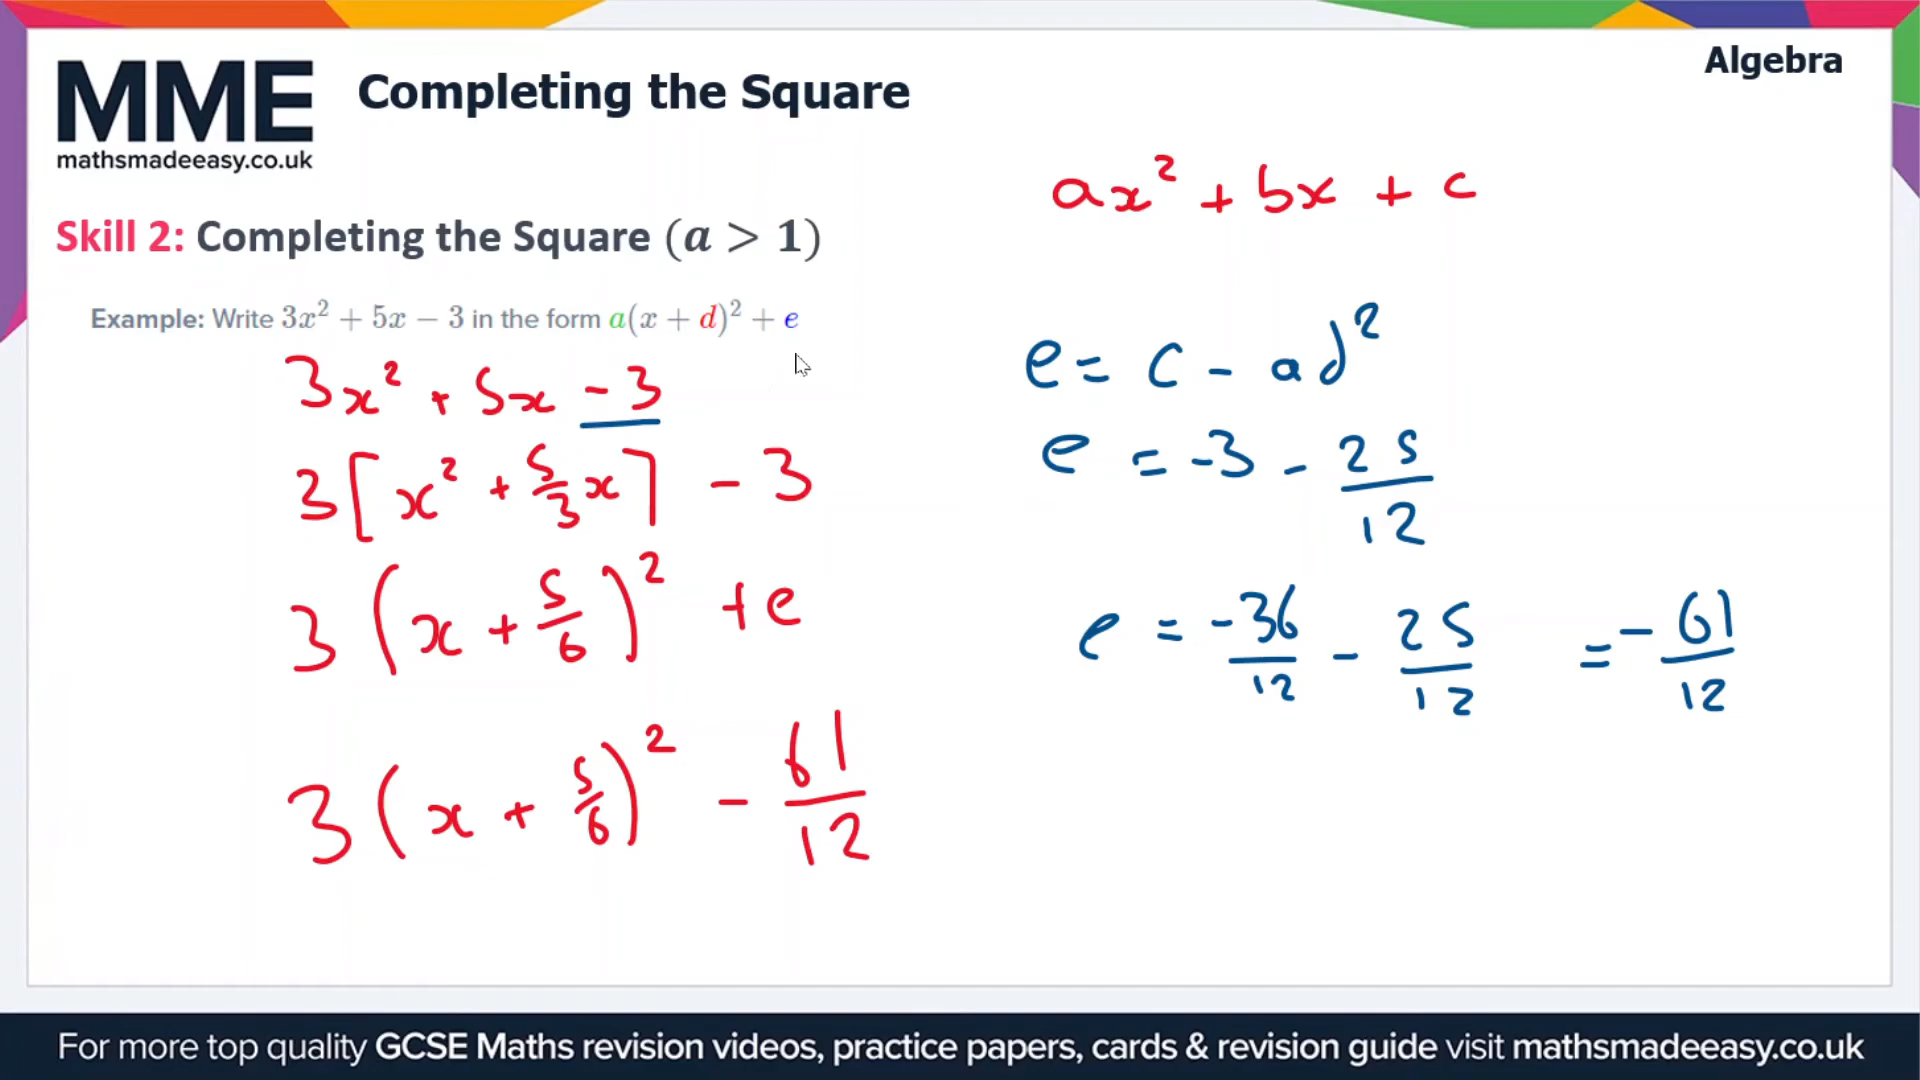 MME
mathsmadeeasy.co.uk
Completing the Square
Algebra
Skill 2: Completing the Square (a > 1)
Example: Write 3x² + 5x − 3 in the form a(x + d)² + e
3x² + 5x - 3
3[x² + 5/3 x] - 3
3(x + 5/6)² + e
3(x + 5/6)² - 61/12
ax² + bx + c
e = c - ad²
e = -3 - 25/12
e = -36/12 - 25/12 = -61/12
For more top quality GCSE Maths revision videos, practice papers, cards & revision guide visit mathsmadeeasy.co.uk